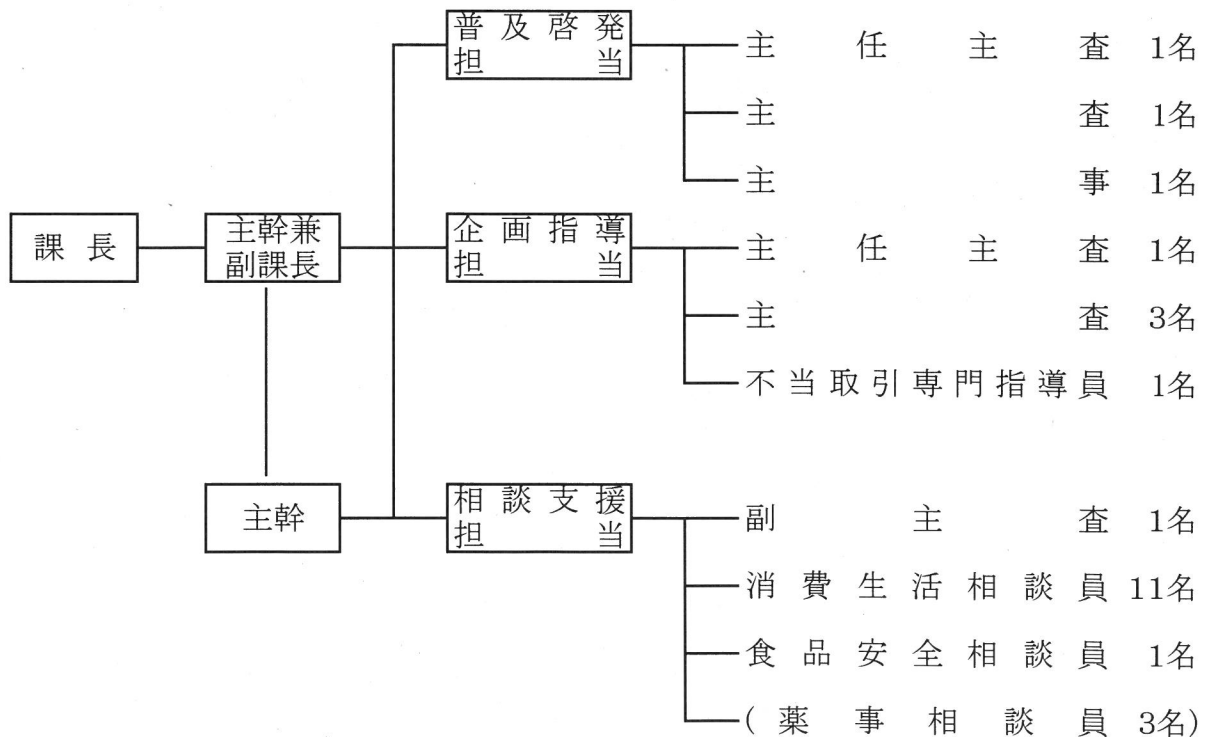 普及啓発
担当
主任主査 1名
主査 1名
主事 1名
課長
主幹兼
副課長
企画指導
担当
主任主査 1名
主査 3名
不当取引専門指導員 1名
主幹
相談支援
担当
副主査 1名
消費生活相談員 11名
食品安全相談員 1名
(薬事相談員 3名)